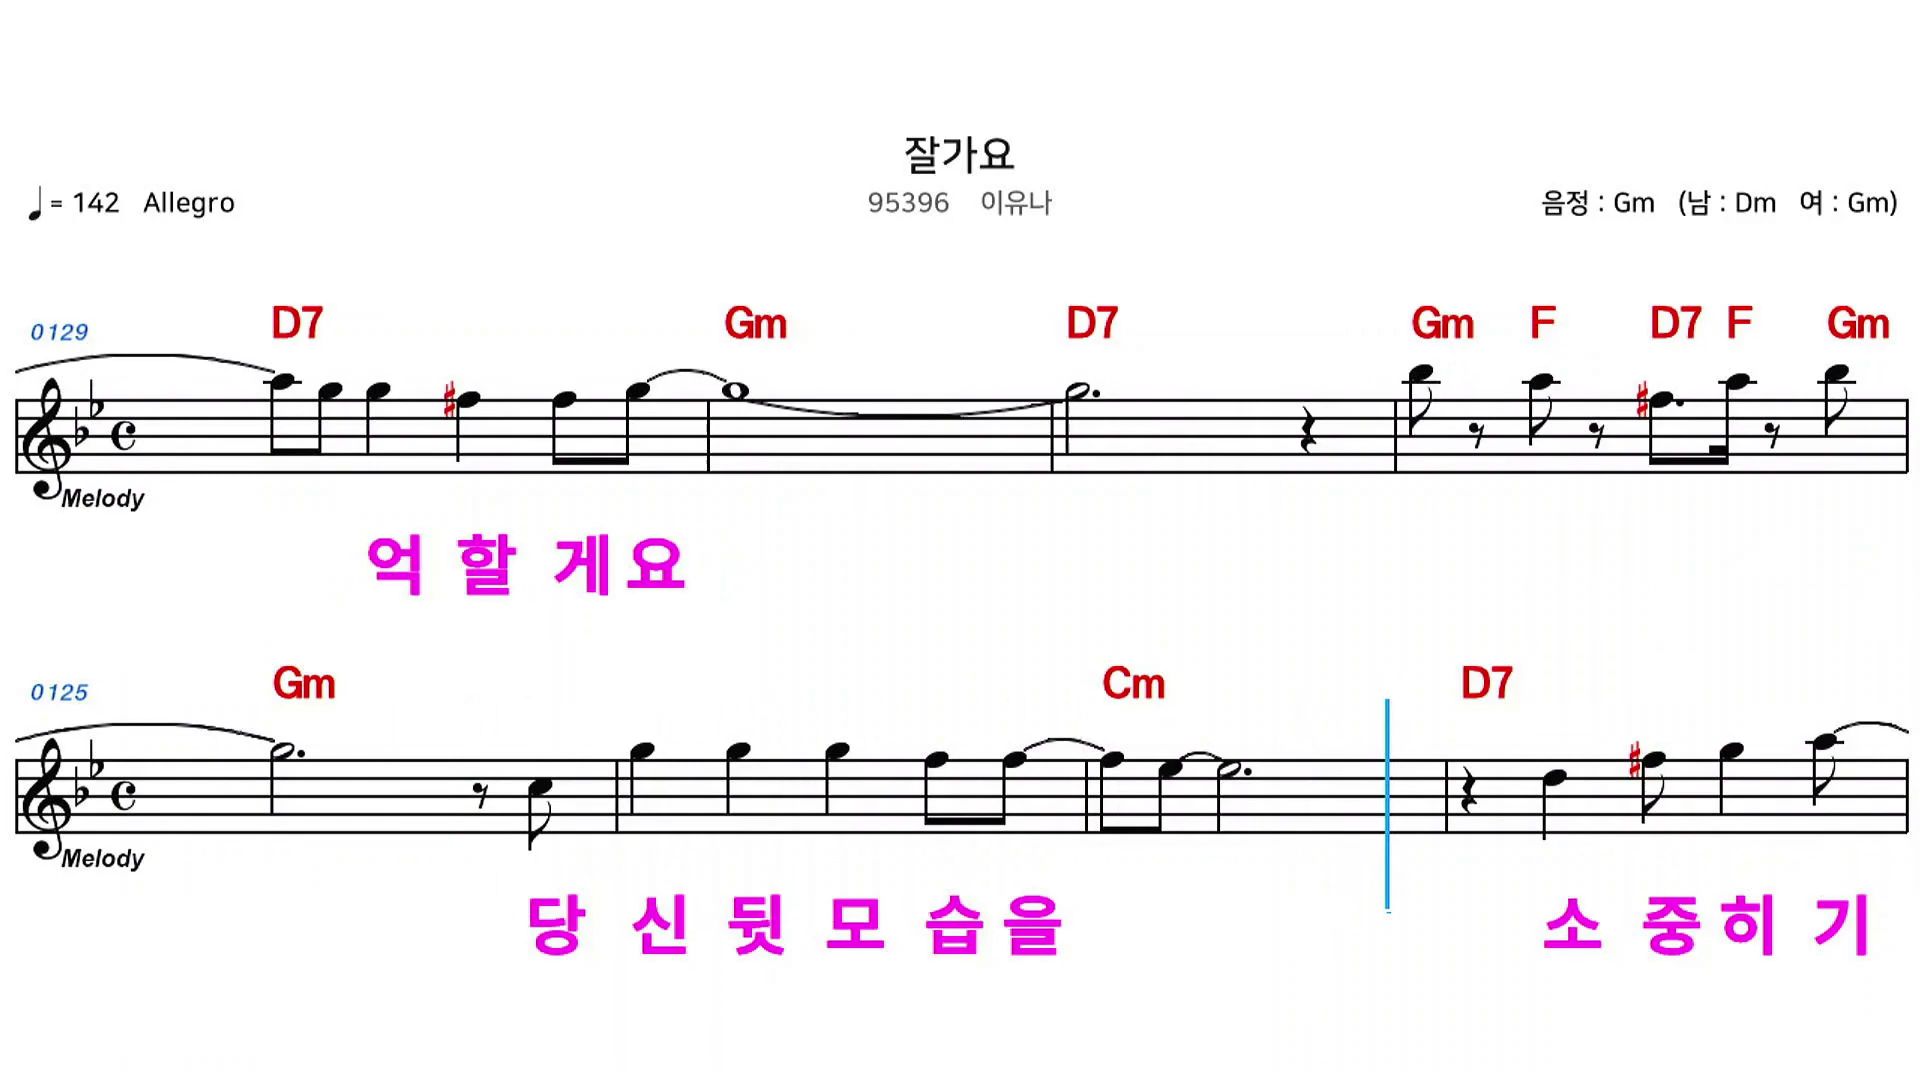 잘가요
♩= 142 Allegro
95396 이유나
음정 : Gm (남 : Dm 여 : Gm)
0129 D7 Gm D7 Gm F D7 F Gm
Melody
억 할 게 요
0125 Gm Cm D7
Melody
당 신 뒷 모 습 을 소 중 히 기